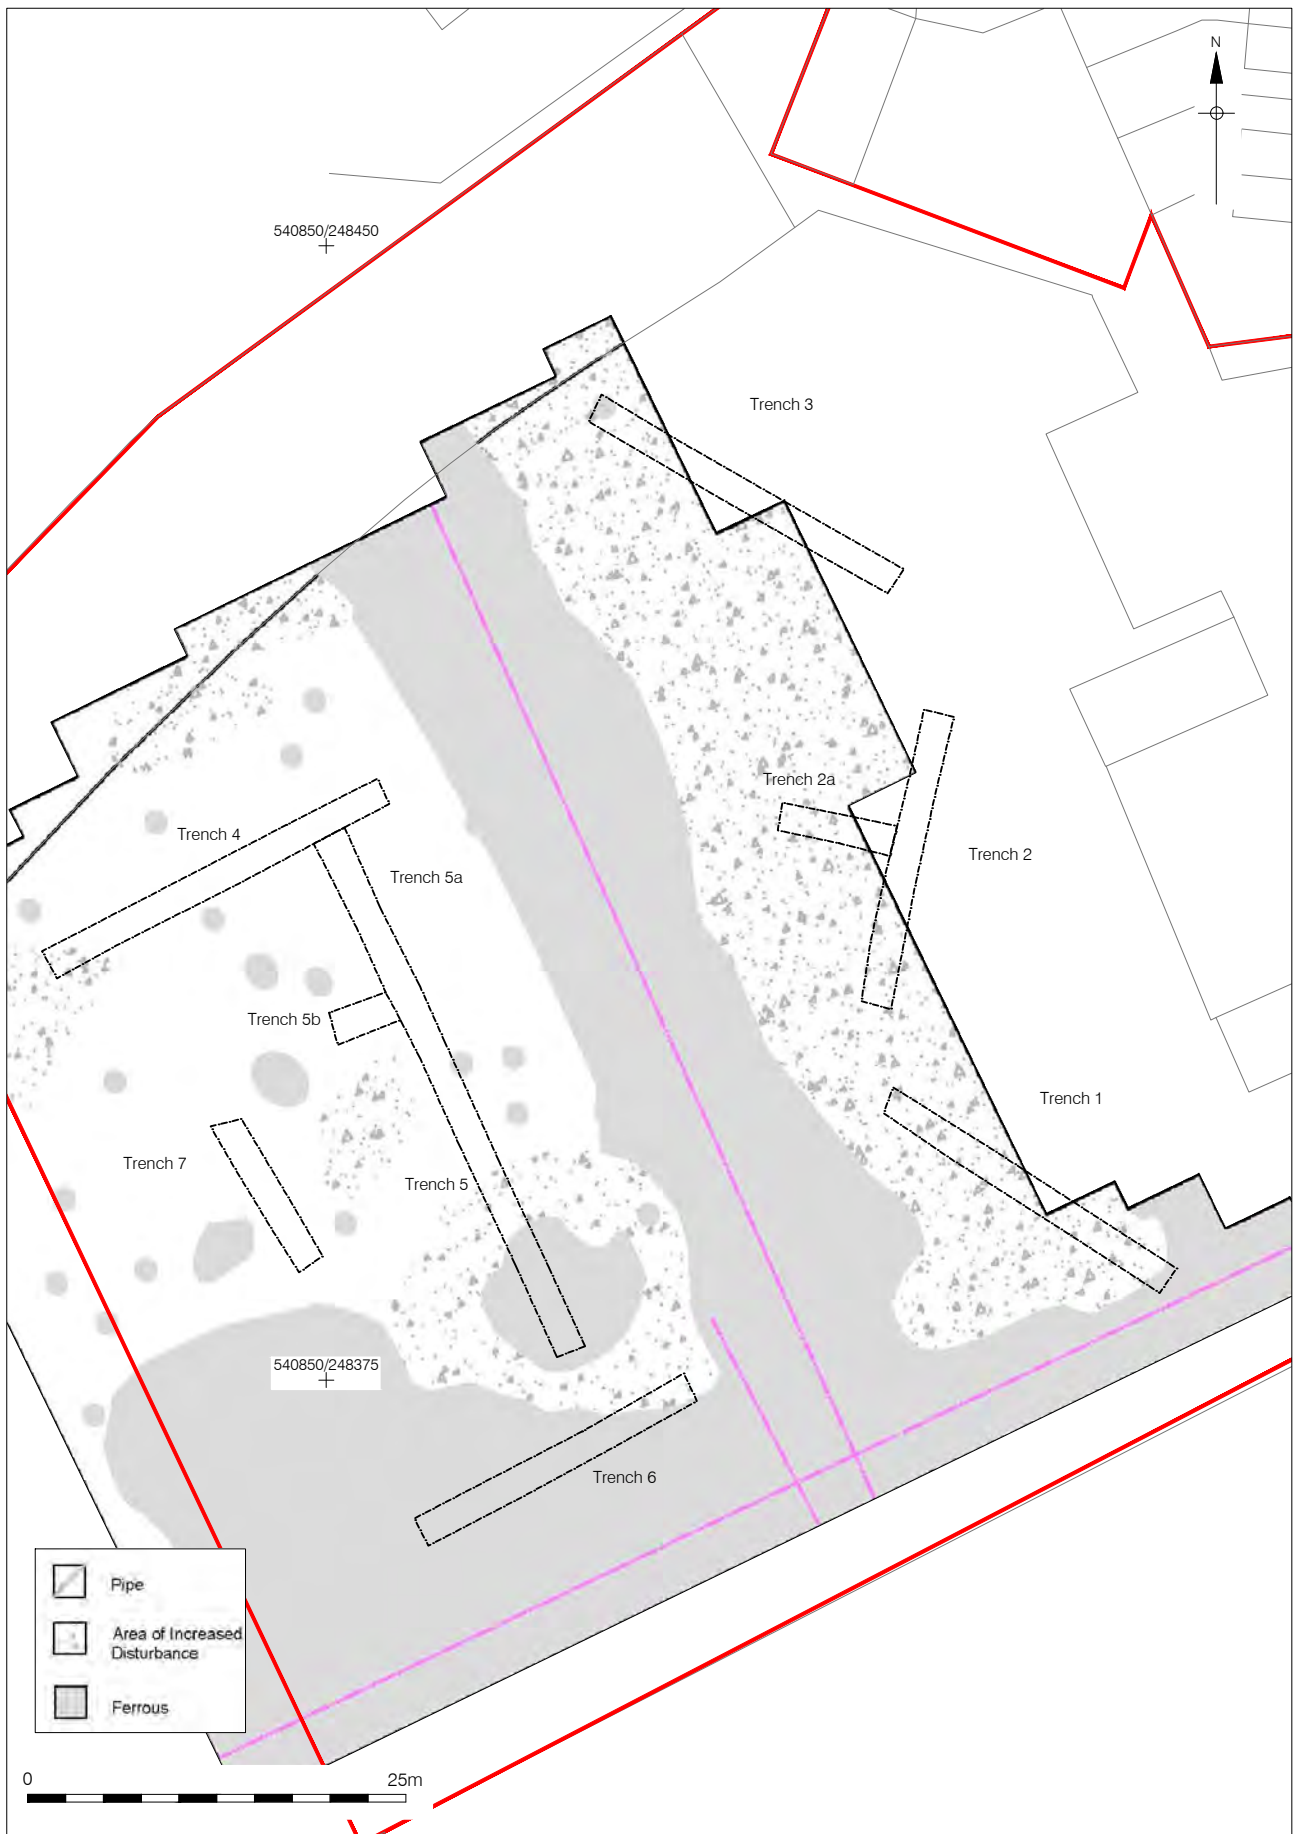 N
540850/248450
Trench 3
Trench 2a
Trench 4
Trench 2
Trench 5a
Trench 5b
Trench 1
Trench 7
Trench 5
540850/248375
Trench 6
Pipe
Area of Increased
Disturbance
Ferrous
0 25m